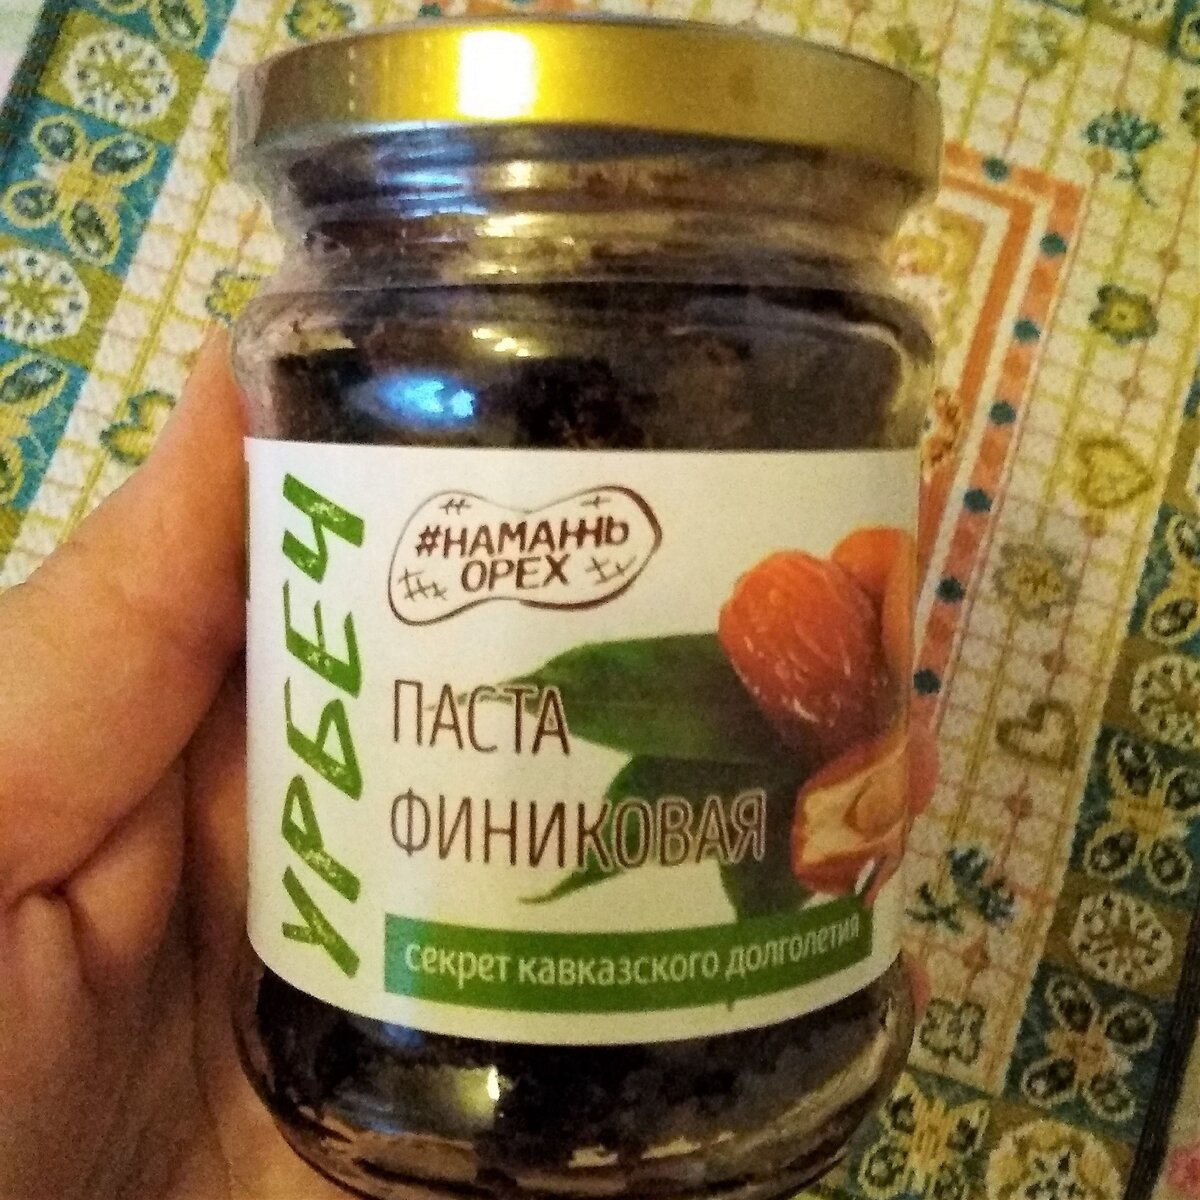 УРБЕЧ
#НАМАЖЬ
ОРЕХ
ПАСТА
ФИНИКОВАЯ
секрет кавказского долголетия